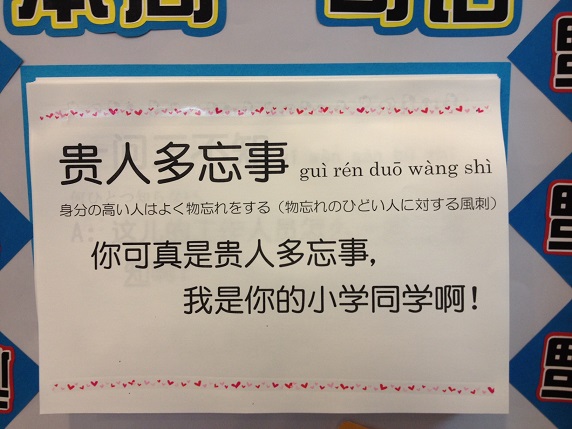 贵人多忘事 guì rén duō wàng shì
身分の高い人はよく物忘れをする（物忘れのひどい人に対する風刺）
你可真是贵人多忘事，
我是你的小学同学啊！